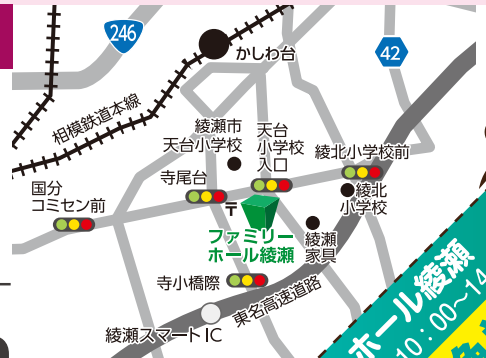 246
かしわ台
42
相模鉄道本線
綾瀬市
天台小学校
天台
小学校
入口
綾北小学校前
国分
コミセン前
寺尾台
〒
綾北
小学校
ファミリー
ホール綾瀬
綾瀬
家具
寺小橋際
東名高速道路
綾瀬スマートIC
ホール綾瀬
10：00〜14